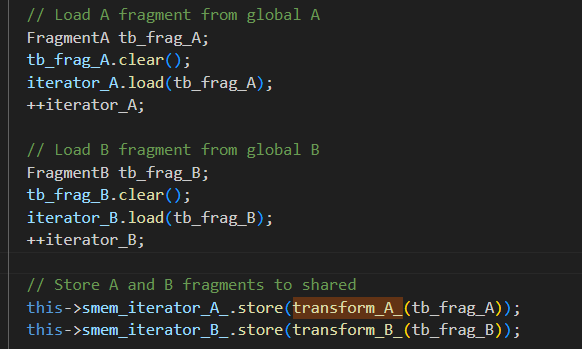 // Load A fragment from global A
FragmentA tb_frag_A;
tb_frag_A.clear();
iterator_A.load(tb_frag_A);
++iterator_A;
// Load B fragment from global B
FragmentB tb_frag_B;
tb_frag_B.clear();
iterator_B.load(tb_frag_B);
++iterator_B;
// Store A and B fragments to shared
this->smem_iterator_A_.store(transform_A_(tb_frag_A));
this->smem_iterator_B_.store(transform_B_(tb_frag_B));